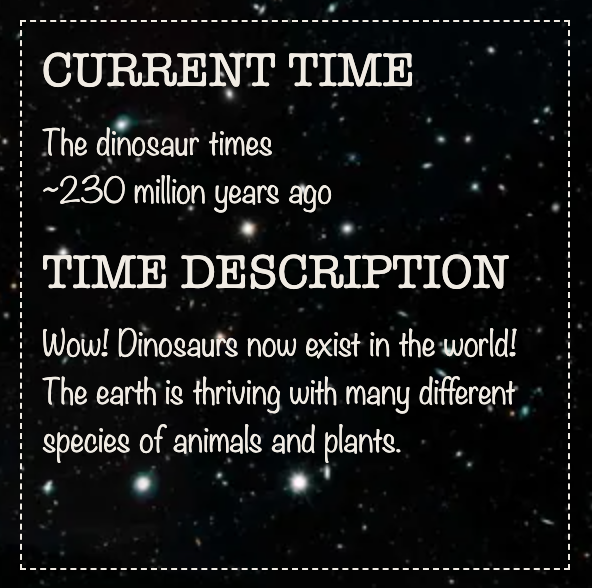 CURRENT TIME
The dinosaur times
~230 million years ago
TIME DESCRIPTION
Wow! Dinosaurs now exist in the world!
The earth is thriving with many different
species of animals and plants.